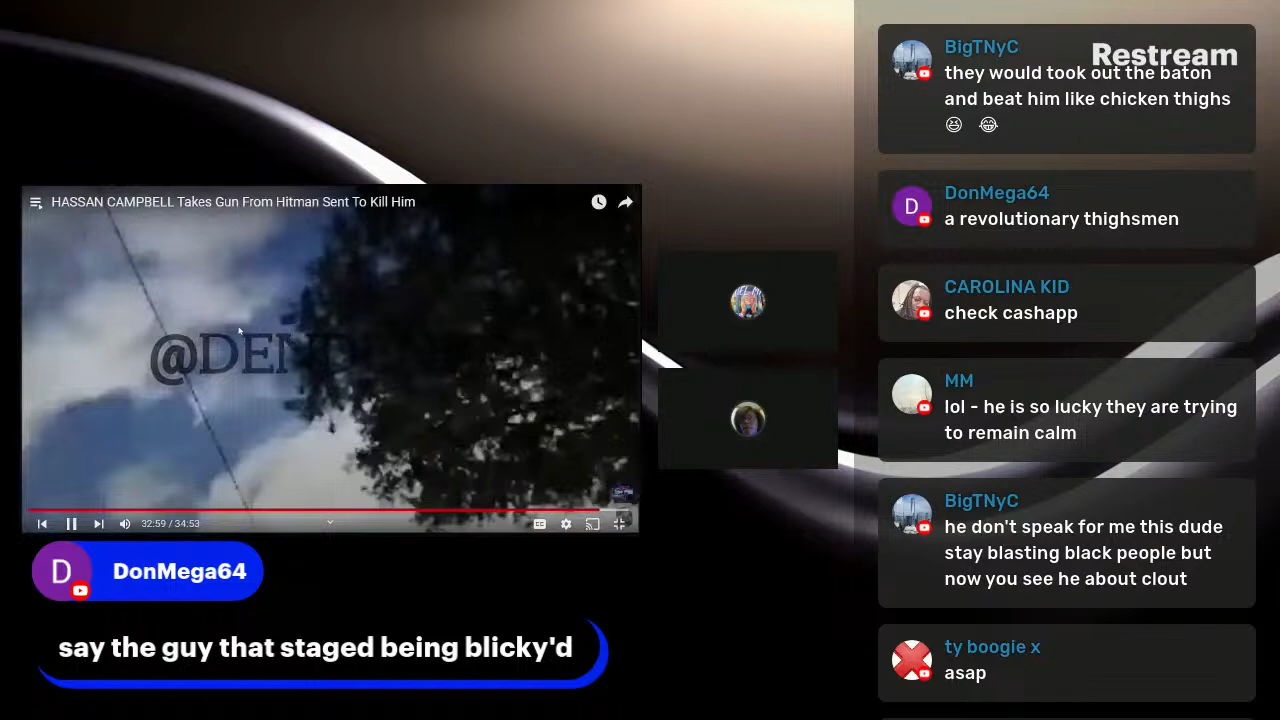 HASSAN CAMPBELL Takes Gun From Hitman Sent To Kill Him
@DEN
32:59 / 34:53
CC
D
DonMega64
say the guy that staged being blicky'd
Restream
BigTNyC
they would took out the baton
and beat him like chicken thighs
😆 😂
D
DonMega64
a revolutionary thighsmen
CAROLINA KID
check cashapp
MM
lol - he is so lucky they are trying
to remain calm
BigTNyC
he don't speak for me this dude
stay blasting black people but
now you see he about clout
ty boogie x
asap